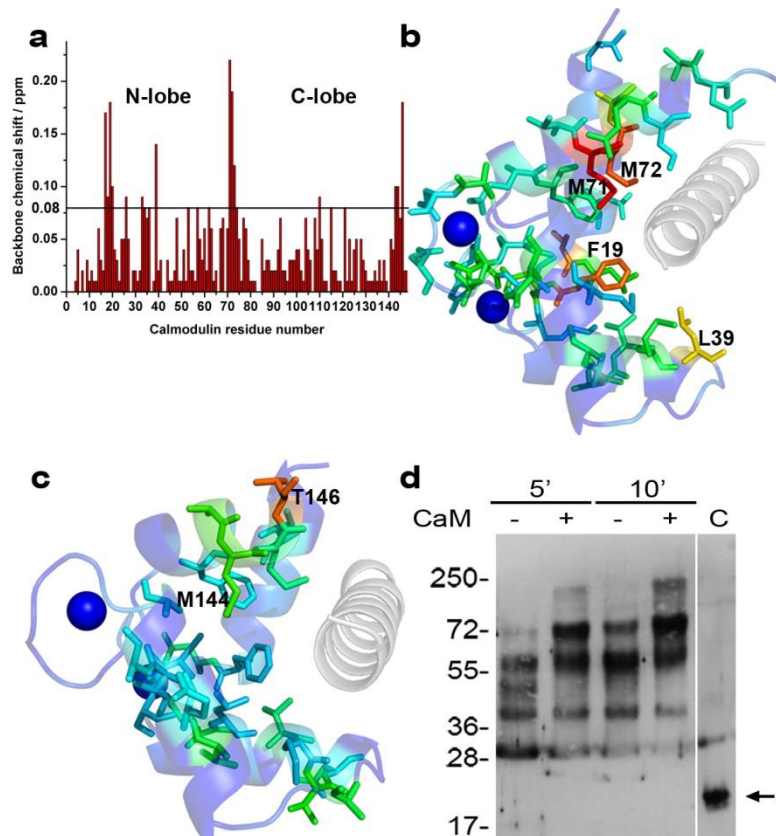 a
Backbone chemical shift / ppm
0.20
0.15
0.10
0.08
0.05
0.00
N-lobe C-lobe
0 10 20 30 40 50 60 70 80 90 100 110 120 130 140
Calmodulin residue number
b
M72
M71
F19
L39
c
T146
M144
d
5’ 10’
CaM - + - + C
250-
72-
55-
36-
28-
17-